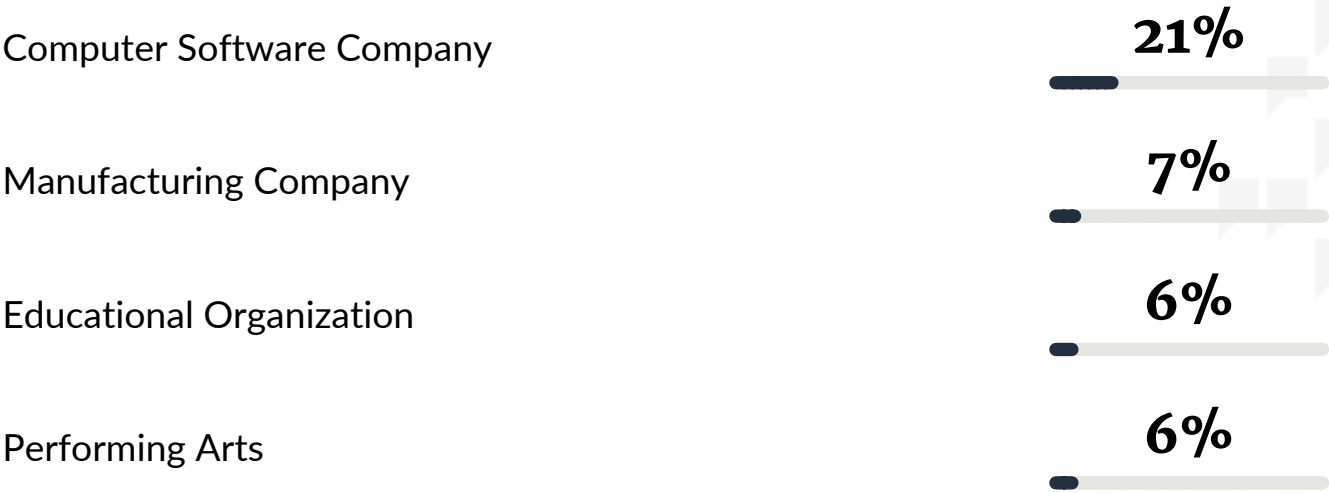 Computer Software Company 21%
Manufacturing Company 7%
Educational Organization 6%
Performing Arts 6%